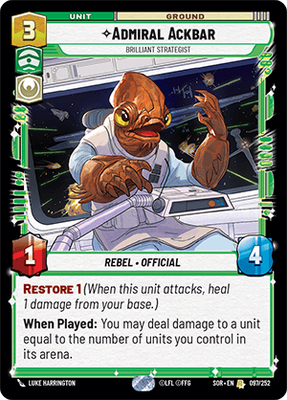 UNIT GROUND
3 ✧ADMIRAL ACKBAR
BRILLIANT STRATEGIST
1 4
REBEL • OFFICIAL
RESTORE 1 (When this unit attacks, heal
1 damage from your base.)
When Played: You may deal damage to a unit
equal to the number of units you control in
its arena.
LUKE HARRINGTON ©LFL ©FFG SOR • EN R 097/252